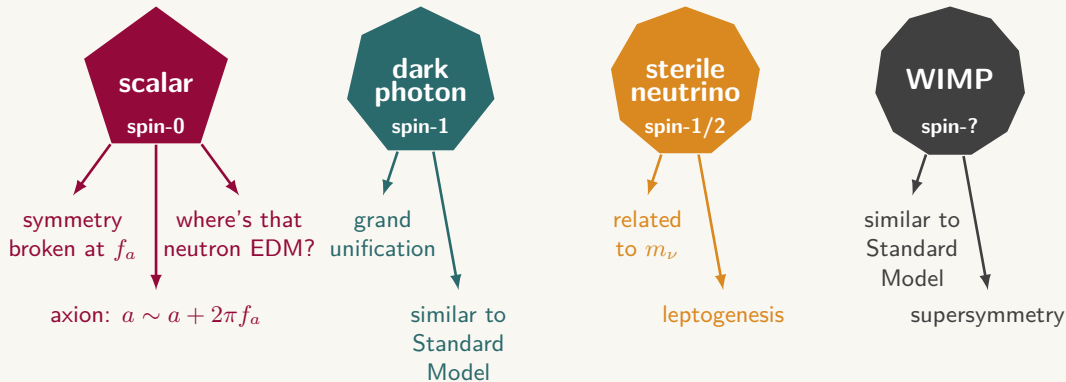 scalar
spin-0
symmetry
broken at $f_a$
where's that
neutron EDM?
axion: $a \sim a + 2\pi f_a$
dark
photon
spin-1
grand
unification
similar to
Standard
Model
sterile
neutrino
spin-1/2
related
to $m_\nu$
leptogenesis
WIMP
spin-?
similar to
Standard
Model
supersymmetry